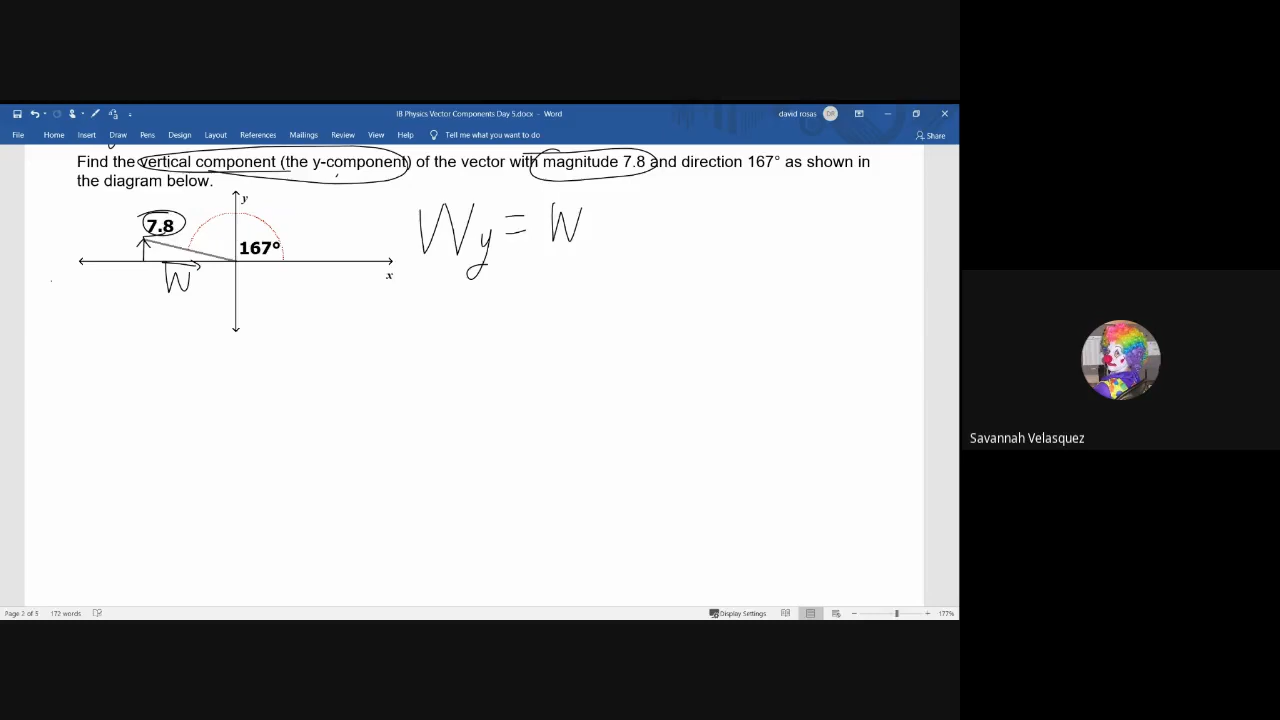 IB Physics Vector Components Day 5.docx - Word
david rosas DR
File Home Insert Draw Pens Design Layout References Mailings Review View Help Tell me what you want to do Share
Find the vertical component (the y-component) of the vector with magnitude 7.8 and direction 167° as shown in
the diagram below.
y
7.8
167°
x
W
Wy = W
Savannah Velasquez
Page 2 of 5 172 words Display Settings 177%